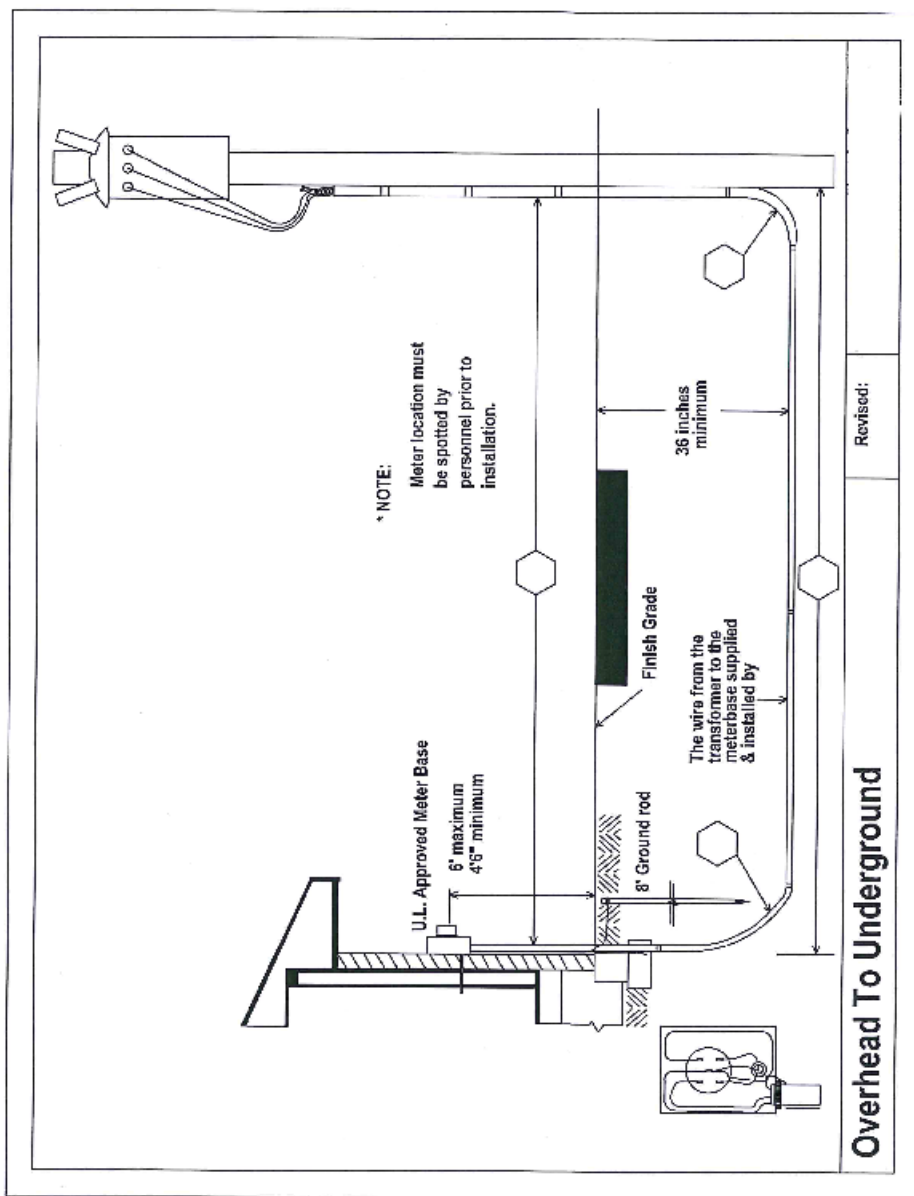 * NOTE:
Meter location must
be spotted by
personnel prior to
installation.
U.L. Approved Meter Base
6' maximum
4'6" minimum
36 inches
minimum
Finish Grade
8' Ground rod
The wire from the
transformer to the
meterbase supplied
& installed by
Overhead To Underground
Revised: